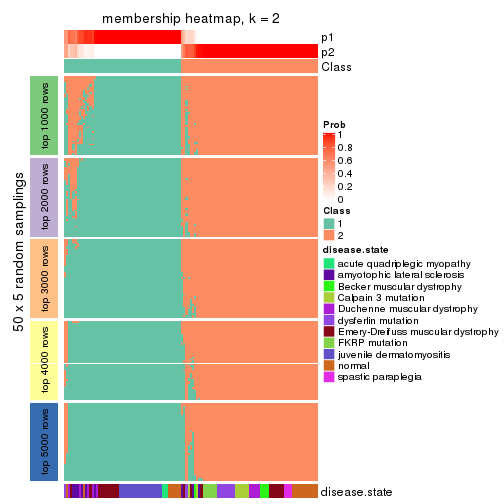 membership heatmap, k = 2
p1
p2
Class
50 x 5 random samplings
top 1000 rows
top 2000 rows
top 3000 rows
top 4000 rows
top 5000 rows
Prob
1
0.8
0.6
0.4
0.2
0
Class
1
2
disease.state
acute quadriplegic myopathy
amyotophic lateral sclerosis
Becker muscular dystrophy
Calpain 3 mutation
Duchenne muscular dystrophy
dysferlin mutation
Emery-Dreifuss muscular dystrophy
FKRP mutation
juvenile dermatomyositis
normal
spastic paraplegia
disease.state